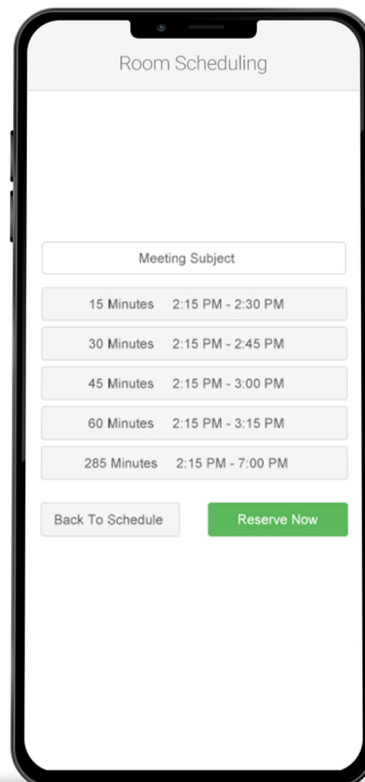 Room Scheduling
Meeting Subject
15 Minutes 2:15 PM - 2:30 PM
30 Minutes 2:15 PM - 2:45 PM
45 Minutes 2:15 PM - 3:00 PM
60 Minutes 2:15 PM - 3:15 PM
285 Minutes 2:15 PM - 7:00 PM
Back To Schedule Reserve Now